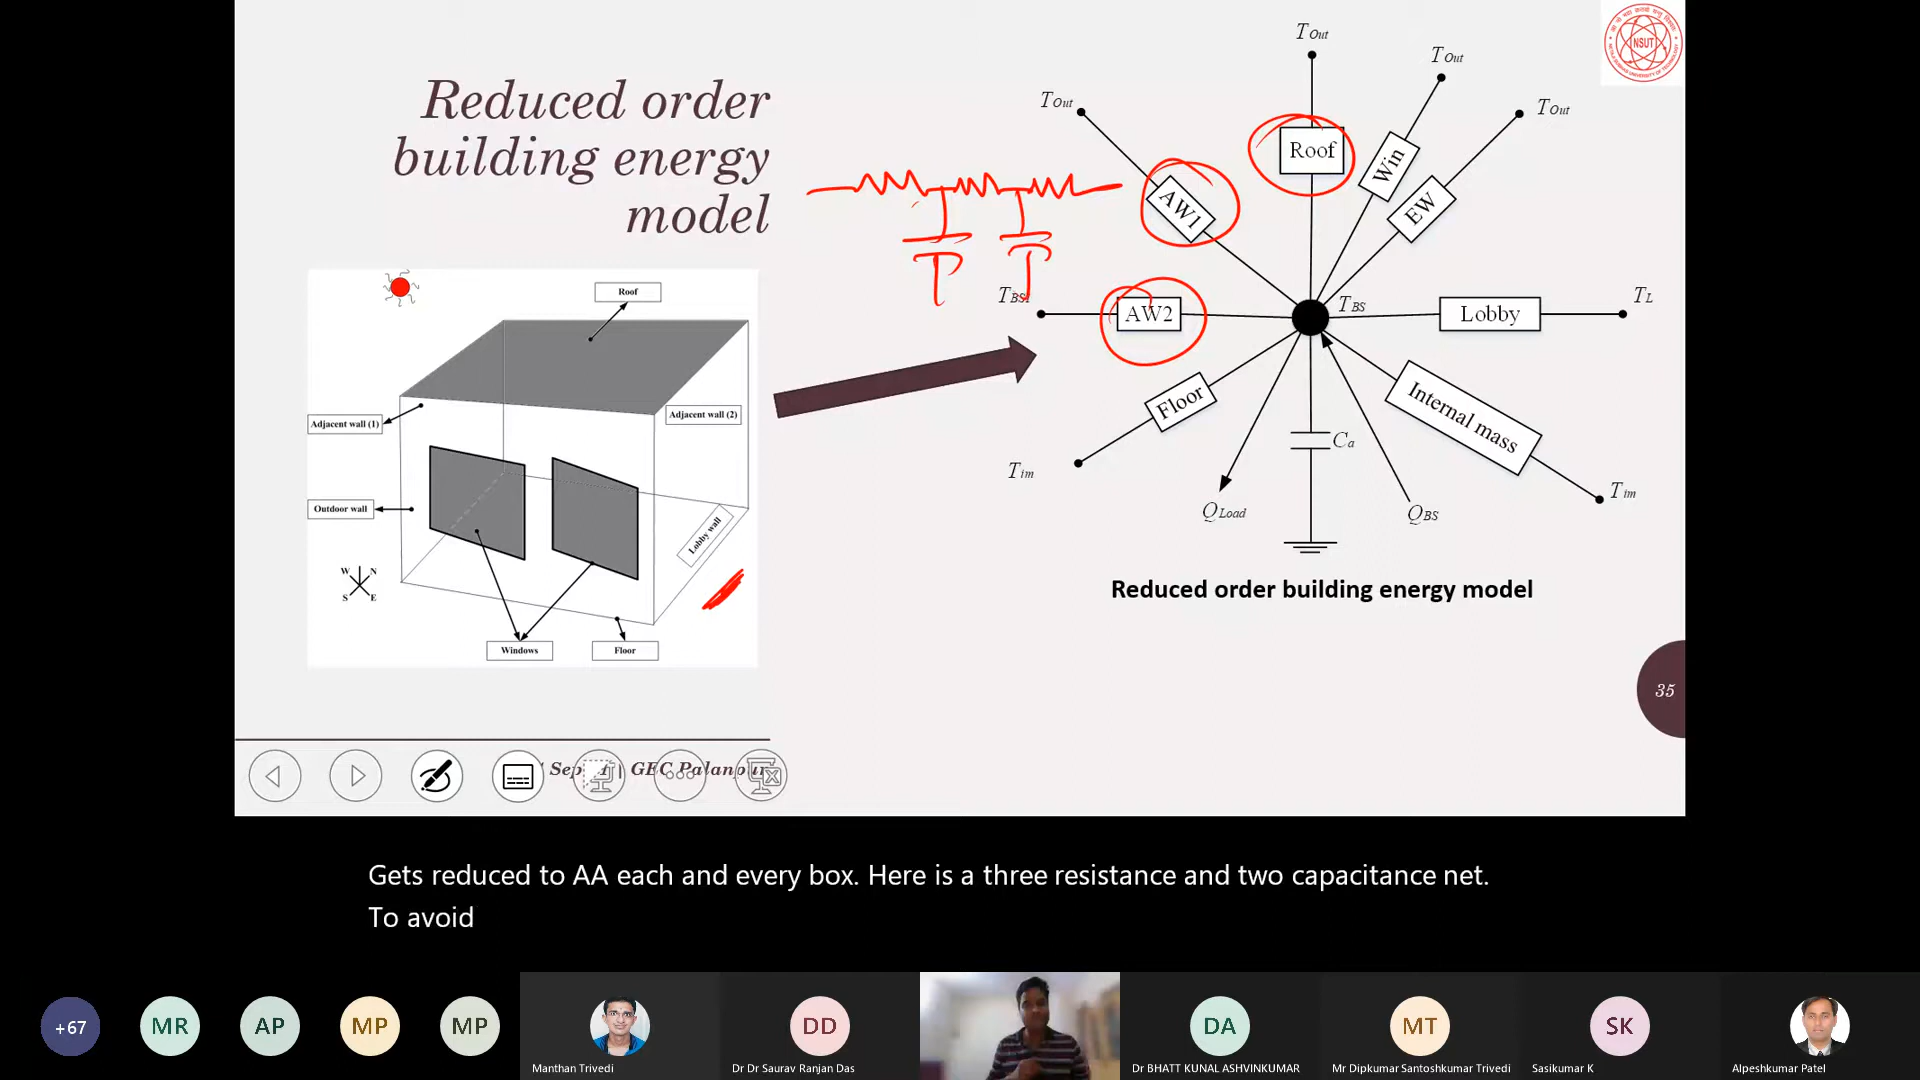 Reduced order
building energy
model
Roof
Adjacent wall (1)
Adjacent wall (2)
Outdoor wall
Lobby wall
W N
S E
Windows
Floor
TOut
TOut
TOut
TOut
NSUT
Roof
Win
AW1
EW
TBS
AW2
TBS
Lobby
TL
Floor
Internal mass
Ca
Tim
Tim
QLoad
QBS
Reduced order building energy model
35
Sep | GEC Palanpur
Gets reduced to AA each and every box. Here is a three resistance and two capacitance net.
To avoid
+67
MR
AP
MP
MP
DD
DA
MT
SK
Manthan Trivedi
Dr Dr Saurav Ranjan Das
Dr BHATT KUNAL ASHVINKUMAR
Mr Dipkumar Santoshkumar Trivedi
Sasikumar K
Alpeshkumar Patel